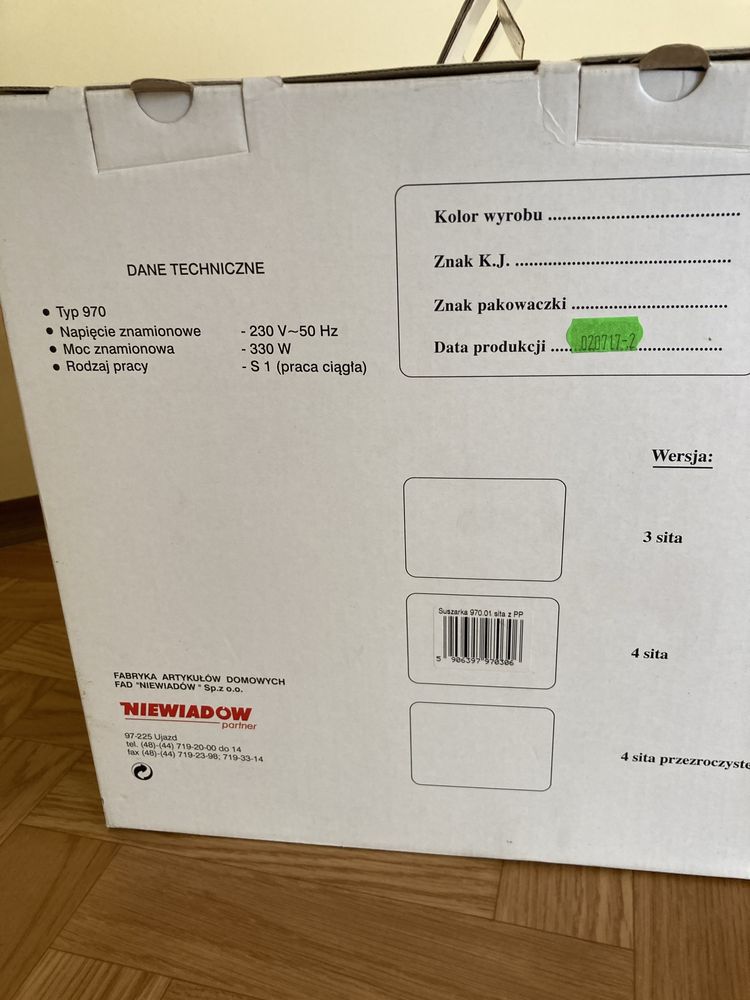 DANE TECHNICZNE
• Typ 970
• Napięcie znamionowe - 230 V~50 Hz
• Moc znamionowa - 330 W
• Rodzaj pracy - S 1 (praca ciągła)
Kolor wyrobu ........................................
Znak K.J. .............................................
Znak pakowaczki ................................
Data produkcji ..... 020717-2 .................
Wersja:
3 sita
Suszarka 970.01 sita z PP
5 906397 970306
4 sita
4 sita przezroczyste
FABRYKA ARTYKUŁÓW DOMOWYCH
FAD "NIEWIADÓW" Sp.z o.o.
NIEWIADÓW
partner
97-225 Ujazd
tel. (48)-(44) 719-20-00 do 14
fax (48)-(44) 719-23-98; 719-33-14